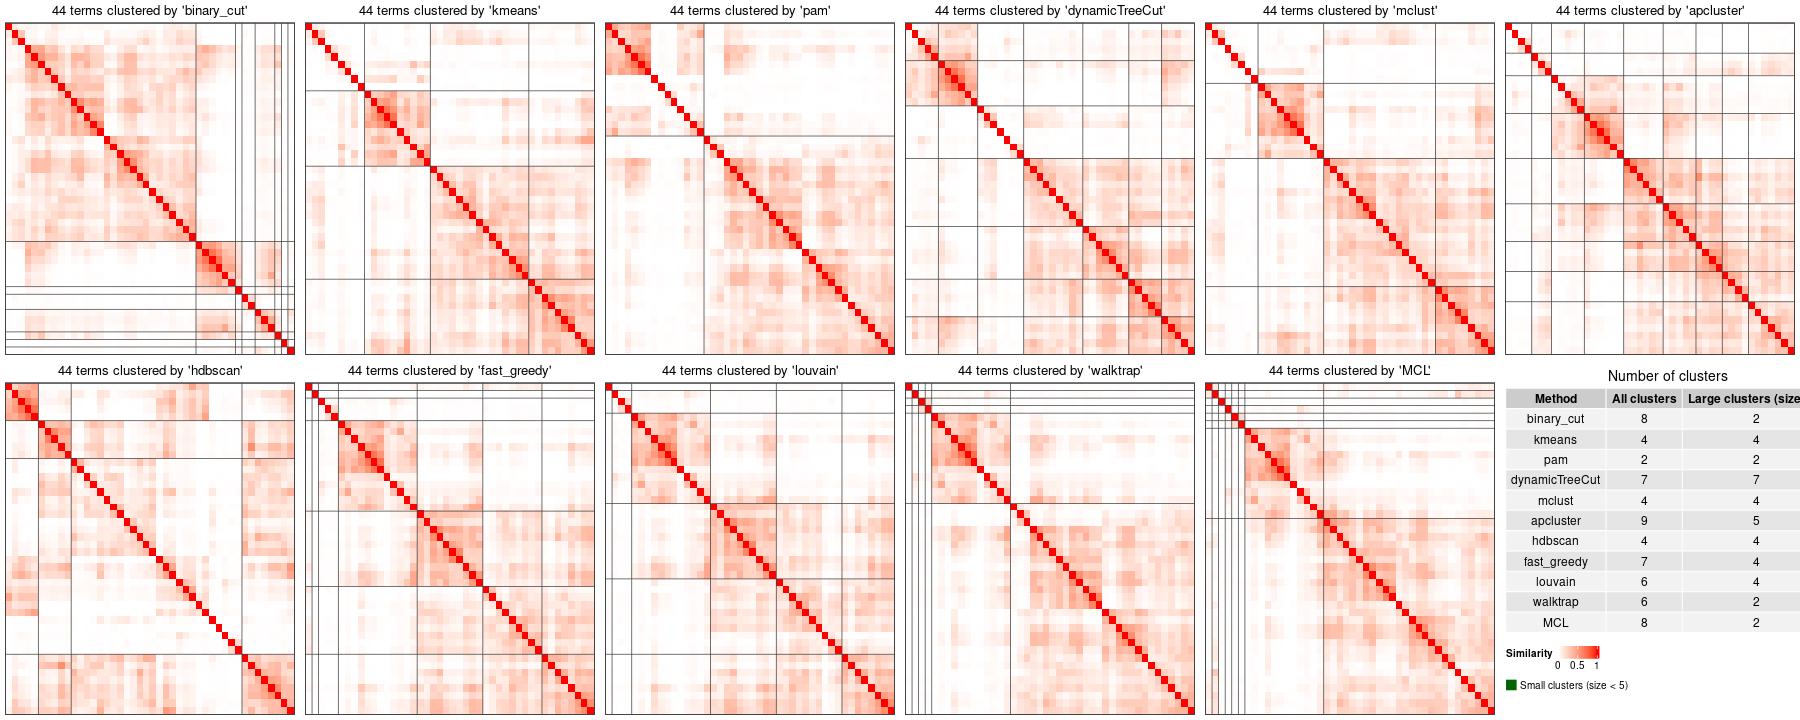 44 terms clustered by 'binary_cut'
44 terms clustered by 'kmeans'
44 terms clustered by 'pam'
44 terms clustered by 'dynamicTreeCut'
44 terms clustered by 'mclust'
44 terms clustered by 'apcluster'
44 terms clustered by 'hdbscan'
44 terms clustered by 'fast_greedy'
44 terms clustered by 'louvain'
44 terms clustered by 'walktrap'
44 terms clustered by 'MCL'
Number of clusters
Method All clusters Large clusters (size
binary_cut 8 2
kmeans 4 4
pam 2 2
dynamicTreeCut 7 7
mclust 4 4
apcluster 9 5
hdbscan 4 4
fast_greedy 7 4
louvain 6 4
walktrap 6 2
MCL 8 2
Similarity
0 0.5 1
Small clusters (size < 5)